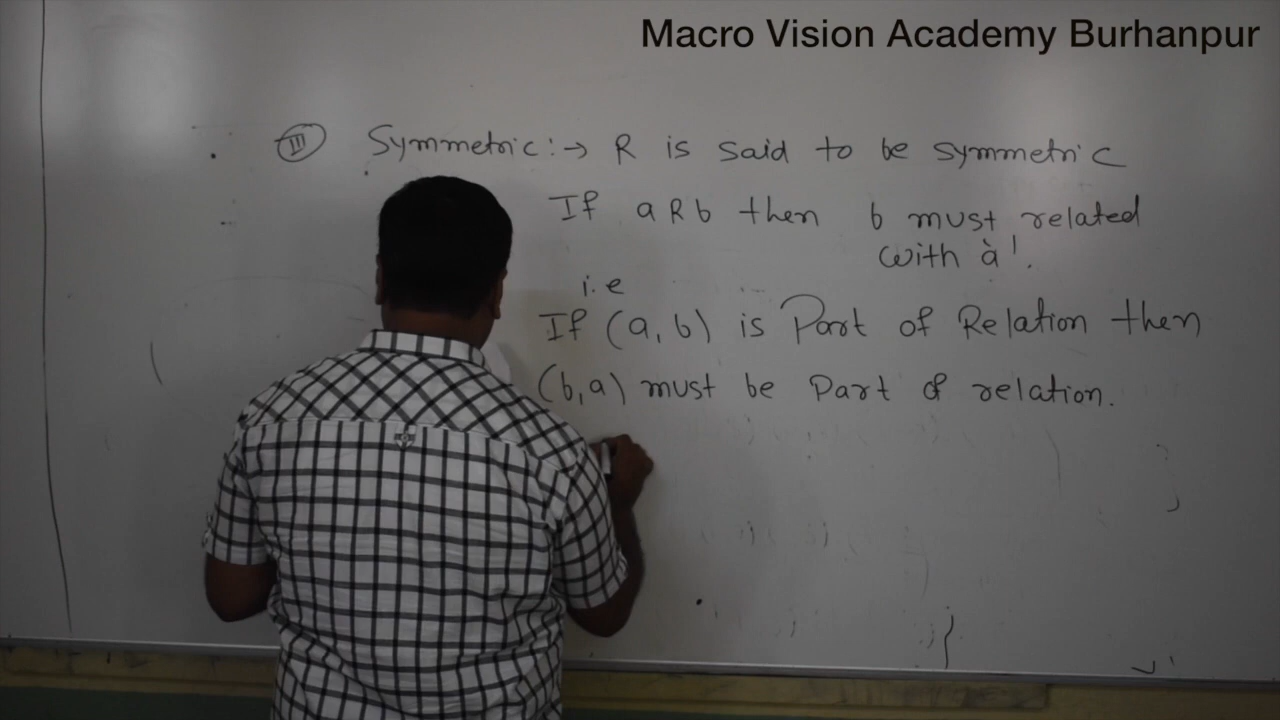 Macro Vision Academy Burhanpur
III Symmetric:→ R is said to be symmetric
If aRb then b must related
with 'a'.
i.e
If (a, b) is Part of Relation then
(b,a) must be Part of relation.